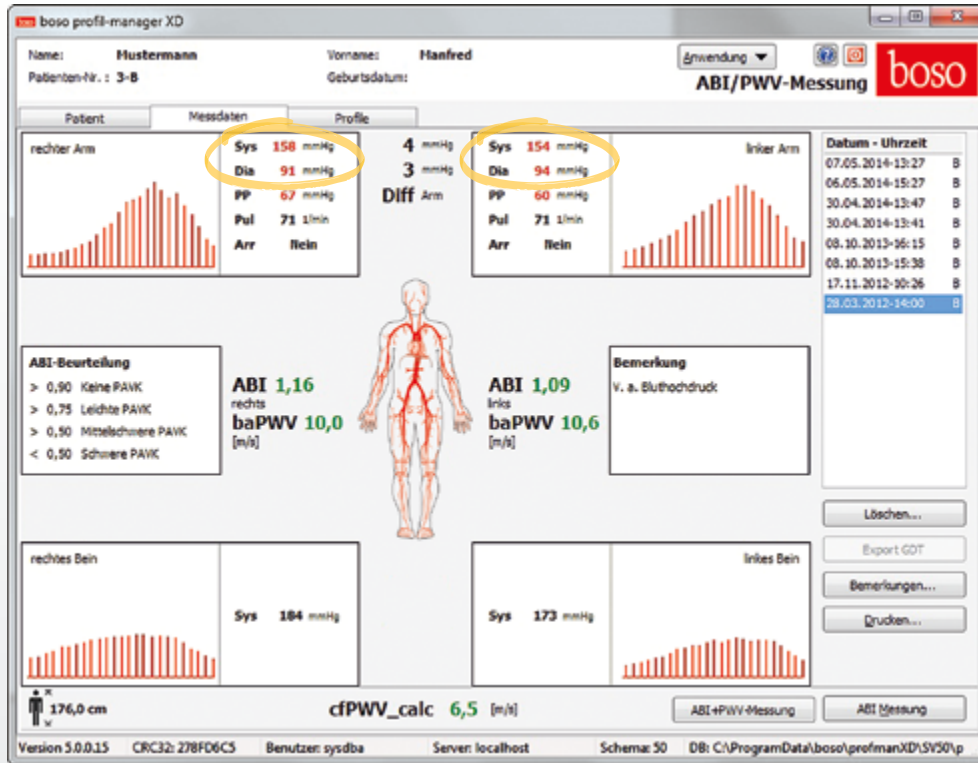 boso boso profil-manager XD
Name: Mustermann Vorname: Manfred Anwendung ▼
Patienten-Nr. : 3-B Geburtsdatum: ABI/PWV-Messung boso
Patient Messdaten Profile
rechter Arm
Sys 158 mmHg
Dia 91 mmHg
PP 67 mmHg
Pul 71 1/min
Arr Nein
4 mmHg
3 mmHg
Diff Arm
Sys 154 mmHg
Dia 94 mmHg
PP 60 mmHg
Pul 71 1/min
Arr Nein
linker Arm
Datum - Uhrzeit
07.05.2014-13:27 B
06.05.2014-15:27 B
30.04.2014-13:47 B
30.04.2014-13:41 B
08.10.2013-16:15 B
08.10.2013-15:38 B
17.11.2012-10:26 B
28.03.2012-14:00 B
ABI-Beurteilung
> 0,90 Keine PAVK
> 0,75 Leichte PAVK
> 0,50 Mittelschwere PAVK
< 0,50 Schwere PAVK
ABI 1,16
rechts
baPWV 10,0
[m/s]
ABI 1,09
links
baPWV 10,6
[m/s]
Bemerkung
V. a. Bluthochdruck
Löschen...
Export GDT
Bemerkungen...
Drucken...
rechtes Bein
Sys 184 mmHg
Sys 173 mmHg
linkes Bein
176,0 cm
cfPWV_calc 6,5 [m/s]
ABI+PWV-Messung
ABI Messung
Version 5.0.0.15 CRC32: 278FD6C5 Benutzer: sysdba Server: localhost Schema: 50 DB: C:\ProgramData\boso\profmanXD\SV50\p